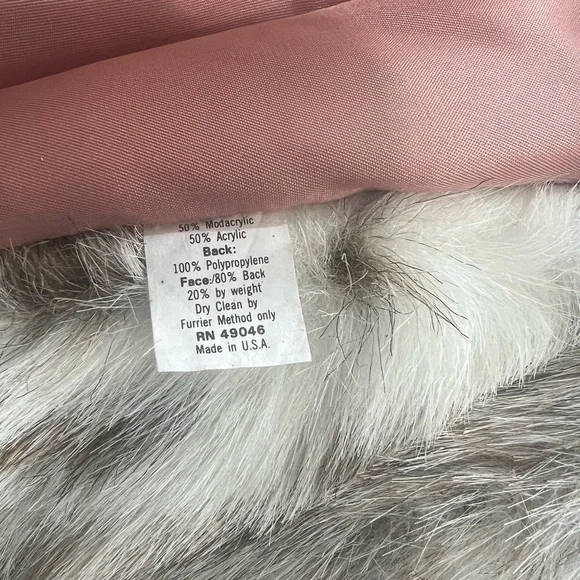 50% Modacrylic
50% Acrylic
Back:
100% Polypropylene
Face:/80% Back
20% by weight
Dry Clean by
Furrier Method only
RN 49046
Made in U.S.A.